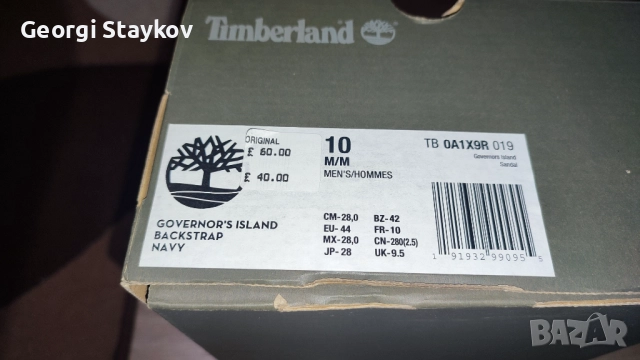 Georgi Staykov
Timberland
ORIGINAL
£ 60.00
£ 40.00
10
M/M
MEN'S/HOMMES
TB 0A1X9R 019
Governors Island
Sandal
GOVERNOR'S ISLAND
BACKSTRAP
NAVY
CM-28,0 BZ-42
EU-44 FR-10
MX-28,0 CN-280(2.5)
JP-28 UK-9.5
1 91932 99095 5
BAZAR